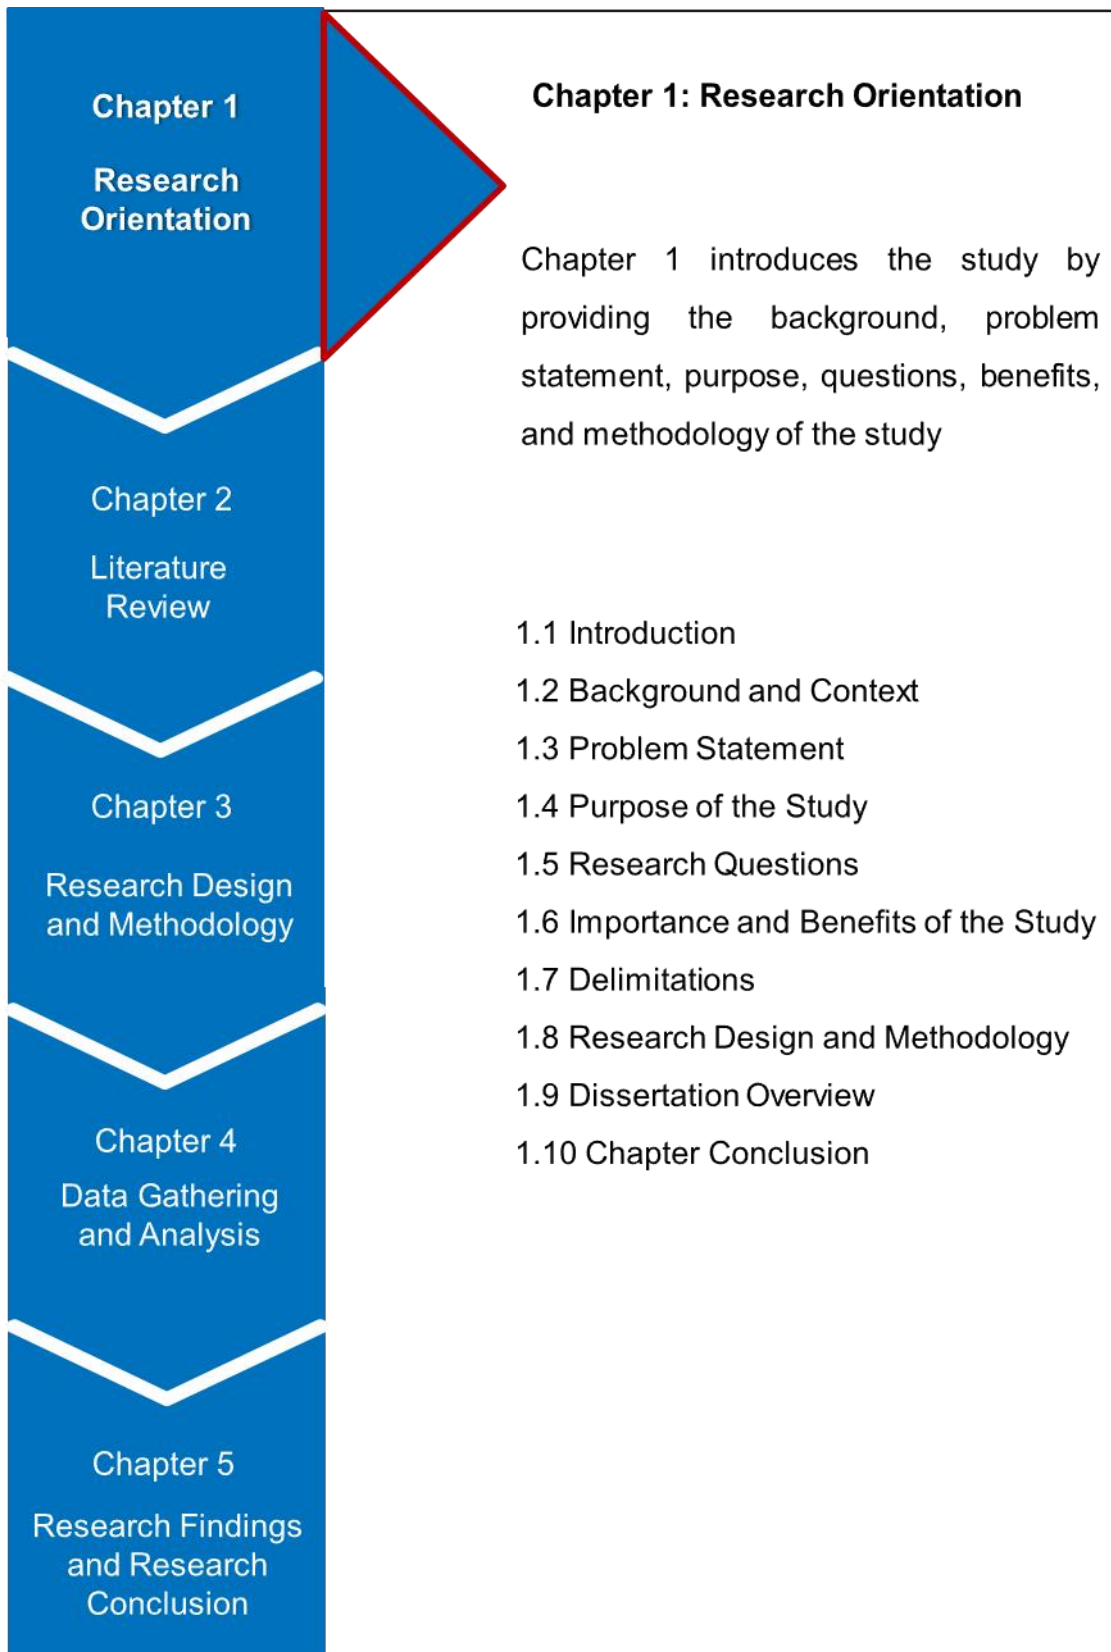 Chapter 1
Research
Orientation
Chapter 2
Literature
Review
Chapter 3
Research Design
and Methodology
Chapter 4
Data Gathering
and Analysis
Chapter 5
Research Findings
and Research
Conclusion
Chapter 1: Research Orientation
Chapter 1 introduces the study by
providing the background, problem
statement, purpose, questions, benefits,
and methodology of the study
1.1 Introduction
1.2 Background and Context
1.3 Problem Statement
1.4 Purpose of the Study
1.5 Research Questions
1.6 Importance and Benefits of the Study
1.7 Delimitations
1.8 Research Design and Methodology
1.9 Dissertation Overview
1.10 Chapter Conclusion